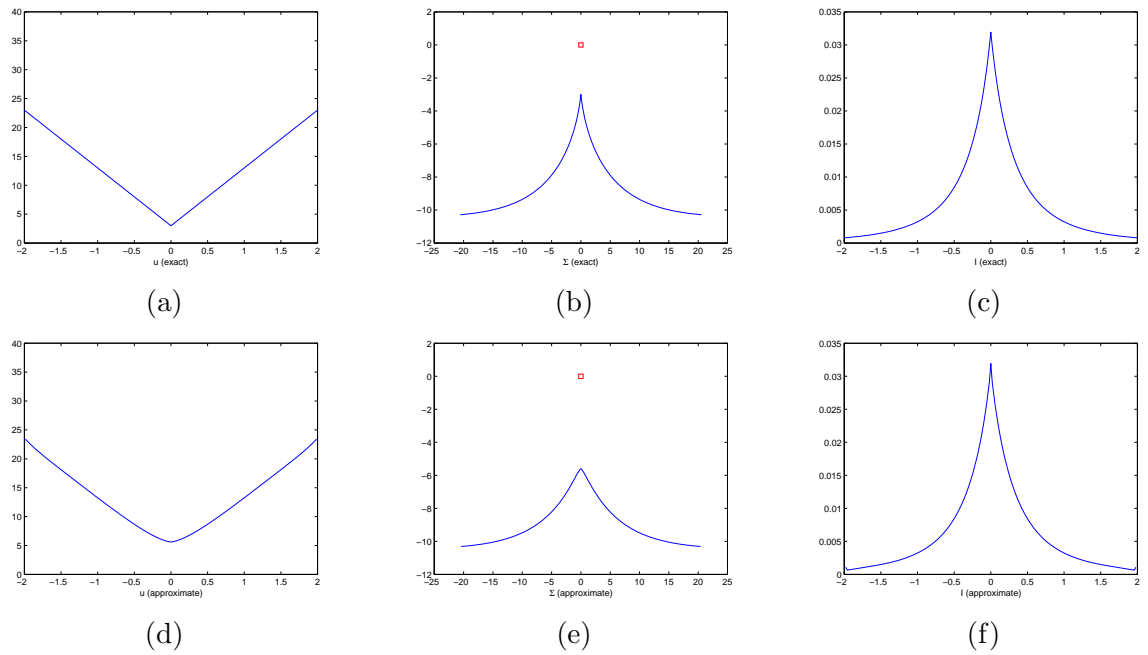 40
35
30
25
20
15
10
5
0
−2 −1.5 −1 −0.5 0 0.5 1 1.5 2
u (exact)
(a)
2
0
−2
−4
−6
−8
−10
−12
−25 −20 −15 −10 −5 0 5 10 15 20 25
Σ (exact)
(b)
0.035
0.03
0.025
0.02
0.015
0.01
0.005
0
−2 −1.5 −1 −0.5 0 0.5 1 1.5 2
I (exact)
(c)
40
35
30
25
20
15
10
5
0
−2 −1.5 −1 −0.5 0 0.5 1 1.5 2
u (approximate)
(d)
2
0
−2
−4
−6
−8
−10
−12
−25 −20 −15 −10 −5 0 5 10 15 20 25
Σ (approximate)
(e)
0.035
0.03
0.025
0.02
0.015
0.01
0.005
0
−2 −1.5 −1 −0.5 0 0.5 1 1.5 2
I (approximate)
(f)